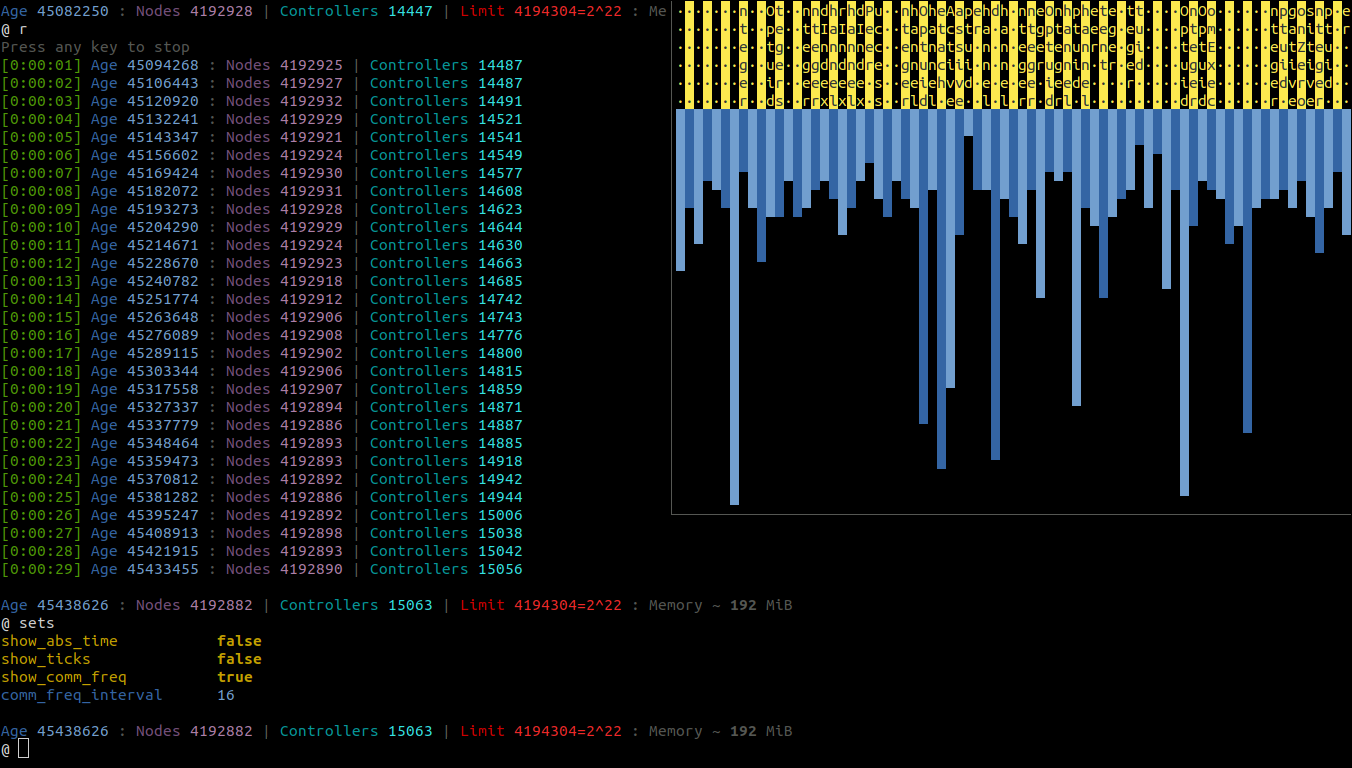 Age 45082250 : Nodes 4192928 | Controllers 14447 | Limit 4194304=2^22 : Me
@ r
Press any key to stop
[0:00:01] Age 45094268 : Nodes 4192925 | Controllers 14487
[0:00:02] Age 45106443 : Nodes 4192927 | Controllers 14487
[0:00:03] Age 45120920 : Nodes 4192932 | Controllers 14491
[0:00:04] Age 45132241 : Nodes 4192929 | Controllers 14521
[0:00:05] Age 45143347 : Nodes 4192921 | Controllers 14541
[0:00:06] Age 45156602 : Nodes 4192924 | Controllers 14549
[0:00:07] Age 45169424 : Nodes 4192930 | Controllers 14577
[0:00:08] Age 45182072 : Nodes 4192931 | Controllers 14608
[0:00:09] Age 45193273 : Nodes 4192928 | Controllers 14623
[0:00:10] Age 45204290 : Nodes 4192929 | Controllers 14644
[0:00:11] Age 45214671 : Nodes 4192924 | Controllers 14630
[0:00:12] Age 45228670 : Nodes 4192923 | Controllers 14663
[0:00:13] Age 45240782 : Nodes 4192918 | Controllers 14685
[0:00:14] Age 45251774 : Nodes 4192912 | Controllers 14742
[0:00:15] Age 45263648 : Nodes 4192906 | Controllers 14743
[0:00:16] Age 45276089 : Nodes 4192908 | Controllers 14776
[0:00:17] Age 45289115 : Nodes 4192902 | Controllers 14800
[0:00:18] Age 45303344 : Nodes 4192906 | Controllers 14815
[0:00:19] Age 45317558 : Nodes 4192907 | Controllers 14859
[0:00:20] Age 45327337 : Nodes 4192894 | Controllers 14871
[0:00:21] Age 45337779 : Nodes 4192886 | Controllers 14887
[0:00:22] Age 45348464 : Nodes 4192893 | Controllers 14885
[0:00:23] Age 45359473 : Nodes 4192893 | Controllers 14918
[0:00:24] Age 45370812 : Nodes 4192892 | Controllers 14942
[0:00:25] Age 45381282 : Nodes 4192886 | Controllers 14944
[0:00:26] Age 45395247 : Nodes 4192892 | Controllers 15006
[0:00:27] Age 45408913 : Nodes 4192898 | Controllers 15038
[0:00:28] Age 45421915 : Nodes 4192893 | Controllers 15042
[0:00:29] Age 45433455 : Nodes 4192890 | Controllers 15056
Age 45438626 : Nodes 4192882 | Controllers 15063 | Limit 4194304=2^22 : Memory ~ 192 MiB
@ sets
show_abs_time false
show_ticks false
show_comm_freq true
comm_freq_interval 16
Age 45438626 : Nodes 4192882 | Controllers 15063 | Limit 4194304=2^22 : Memory ~ 192 MiB
@